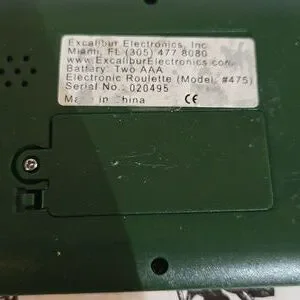 Excalibur Electronics, Inc
Miami, FL (305) 477 8080
www.ExcaliburElectronics.com
Battery: Two AAA
Electronic Roulette (Model: #475)
Serial No.: 020495
Made in China CE